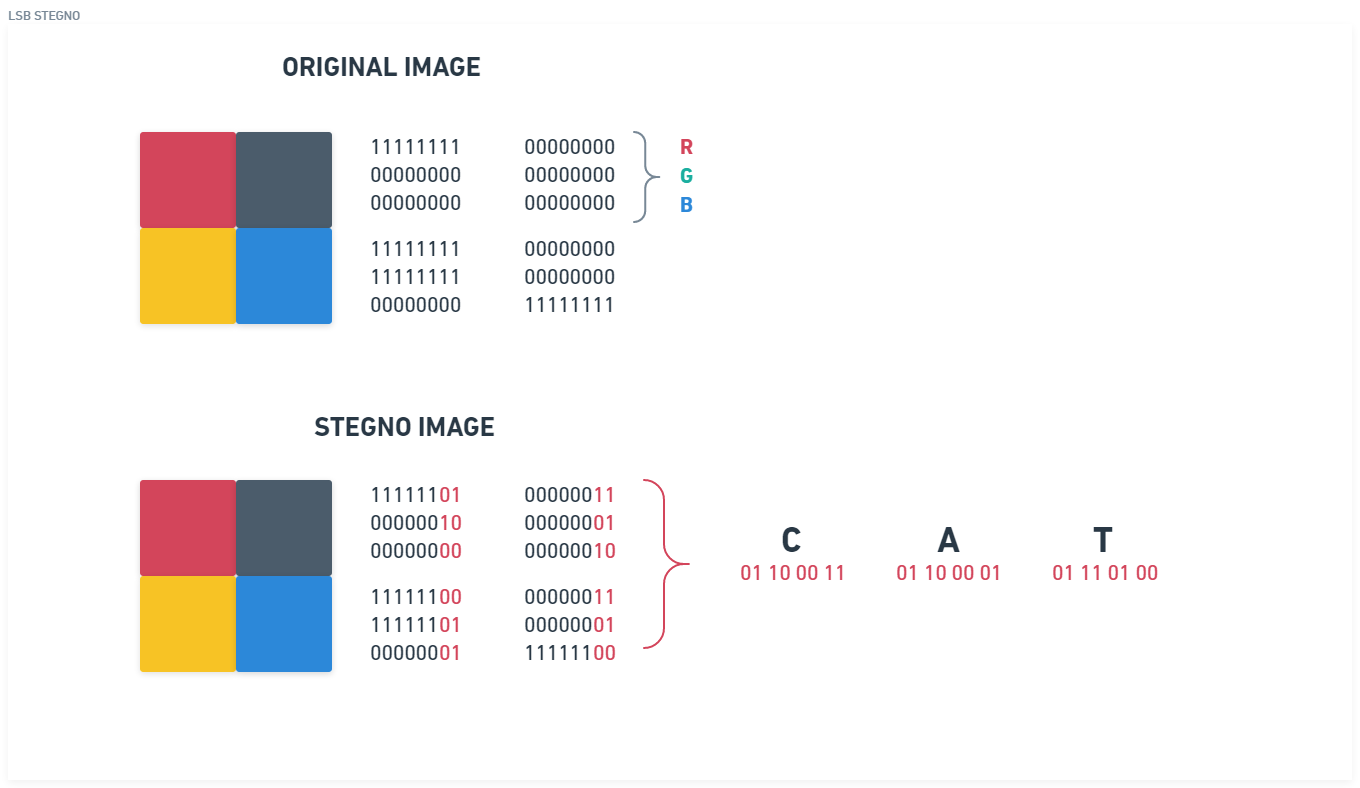 LSB STEGNO
ORIGINAL IMAGE
11111111 00000000 R
00000000 00000000 G
00000000 00000000 B
11111111 00000000
11111111 00000000
00000000 11111111
STEGNO IMAGE
11111101 00000011
00000010 00000001
00000000 00000010
C A T
01 10 00 11 01 10 00 01 01 11 01 00
11111100 00000011
11111101 00000001
00000001 11111100